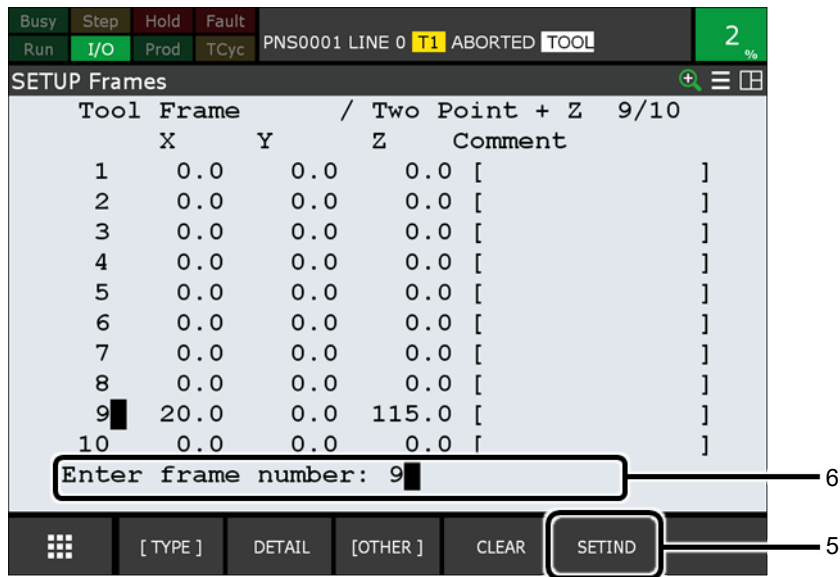 Busy Step Hold Fault
Run I/O Prod TCyc
PNS0001 LINE 0 T1 ABORTED TOOL
2 %
SETUP Frames
Tool Frame / Two Point + Z 9/10
X Y Z Comment
1 0.0 0.0 0.0 [ ]
2 0.0 0.0 0.0 [ ]
3 0.0 0.0 0.0 [ ]
4 0.0 0.0 0.0 [ ]
5 0.0 0.0 0.0 [ ]
6 0.0 0.0 0.0 [ ]
7 0.0 0.0 0.0 [ ]
8 0.0 0.0 0.0 [ ]
9 20.0 0.0 115.0 [ ]
10 0.0 0.0 0.0 [ ]
Enter frame number: 9
6
[ TYPE ] DETAIL [OTHER ] CLEAR SETIND
5